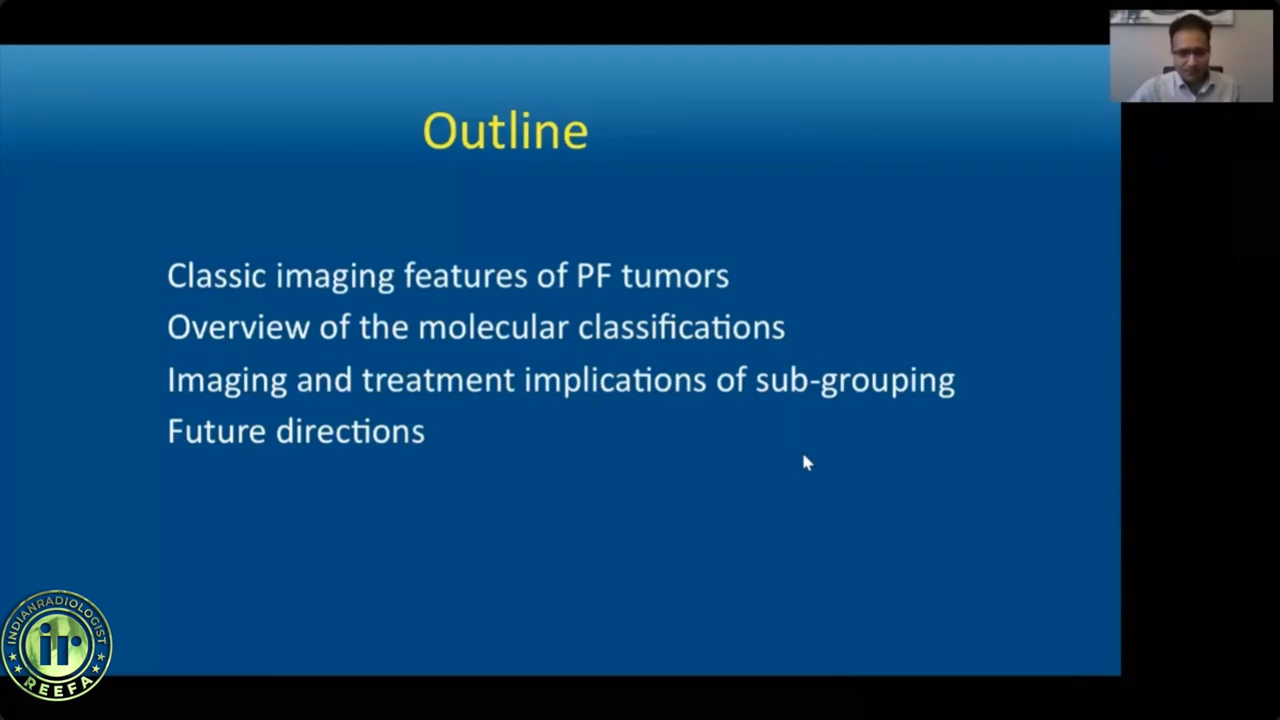 Outline
Classic imaging features of PF tumors
Overview of the molecular classifications
Imaging and treatment implications of sub-grouping
Future directions
INDIANRADIOLOGIST
ir
REEFA